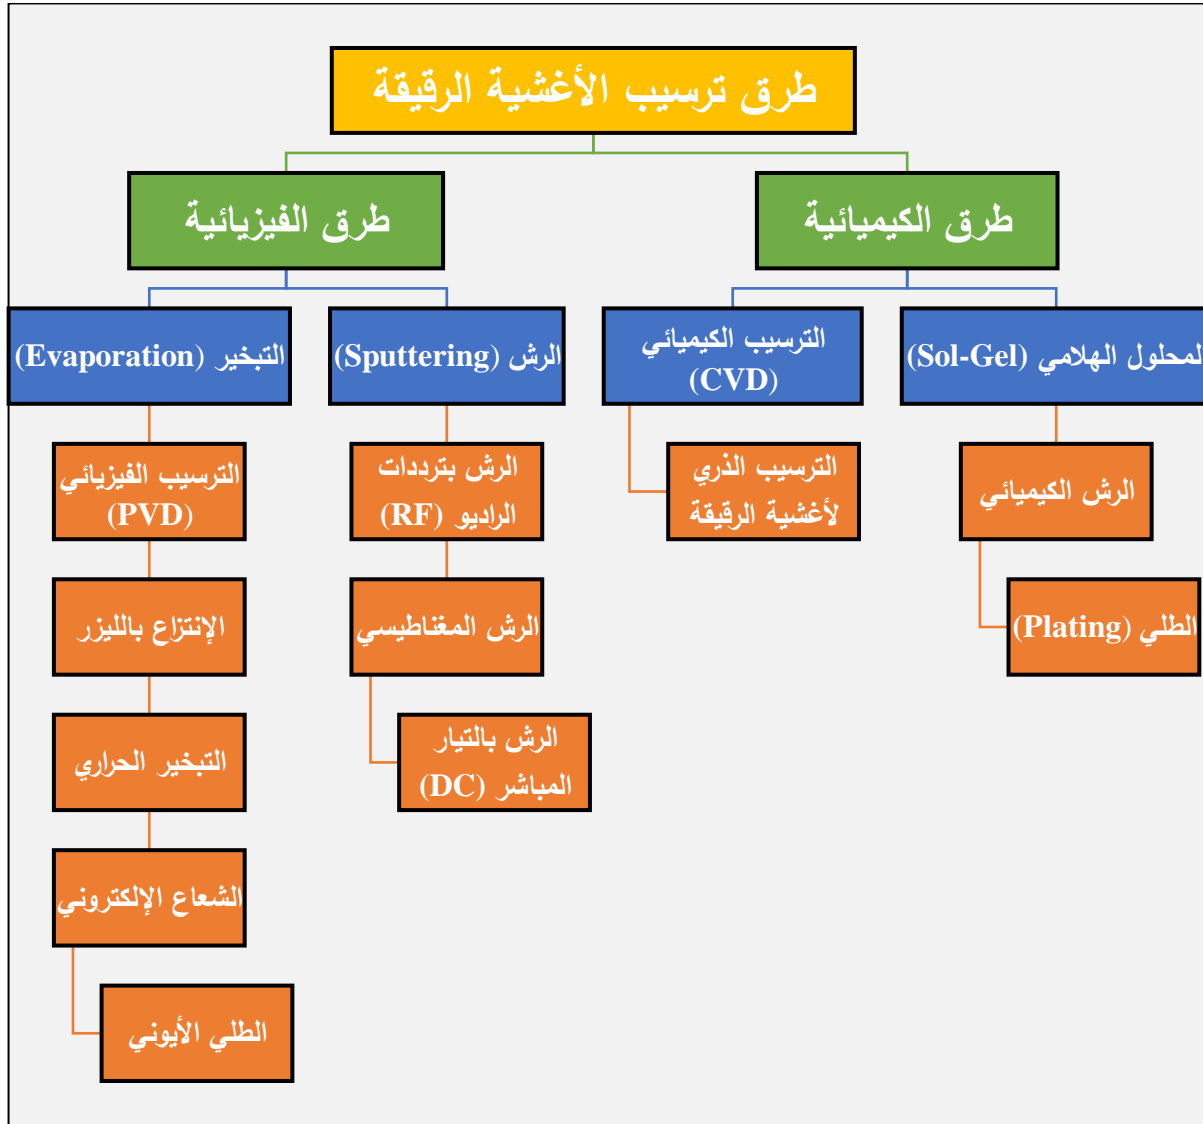 طرق ترسيب الأغشية الرقيقة
طرق الكيميائية
طرق الفيزيائية
لمحلول الهلامي (Sol-Gel)
الترسيب الكيميائي
(CVD)
الرش (Sputtering)
التبخير (Evaporation)
الرش الكيميائي
الترسيب الذري
لأغشية الرقيقة
الرش بترددات
الراديو (RF)
الترسيب الفيزيائي
(PVD)
الطلي (Plating)
الرش المغناطيسي
الإنتزاع بالليزر
الرش بالتيار
المباشر (DC)
التبخير الحراري
الشعاع الإلكتروني
الطلي الأيوني